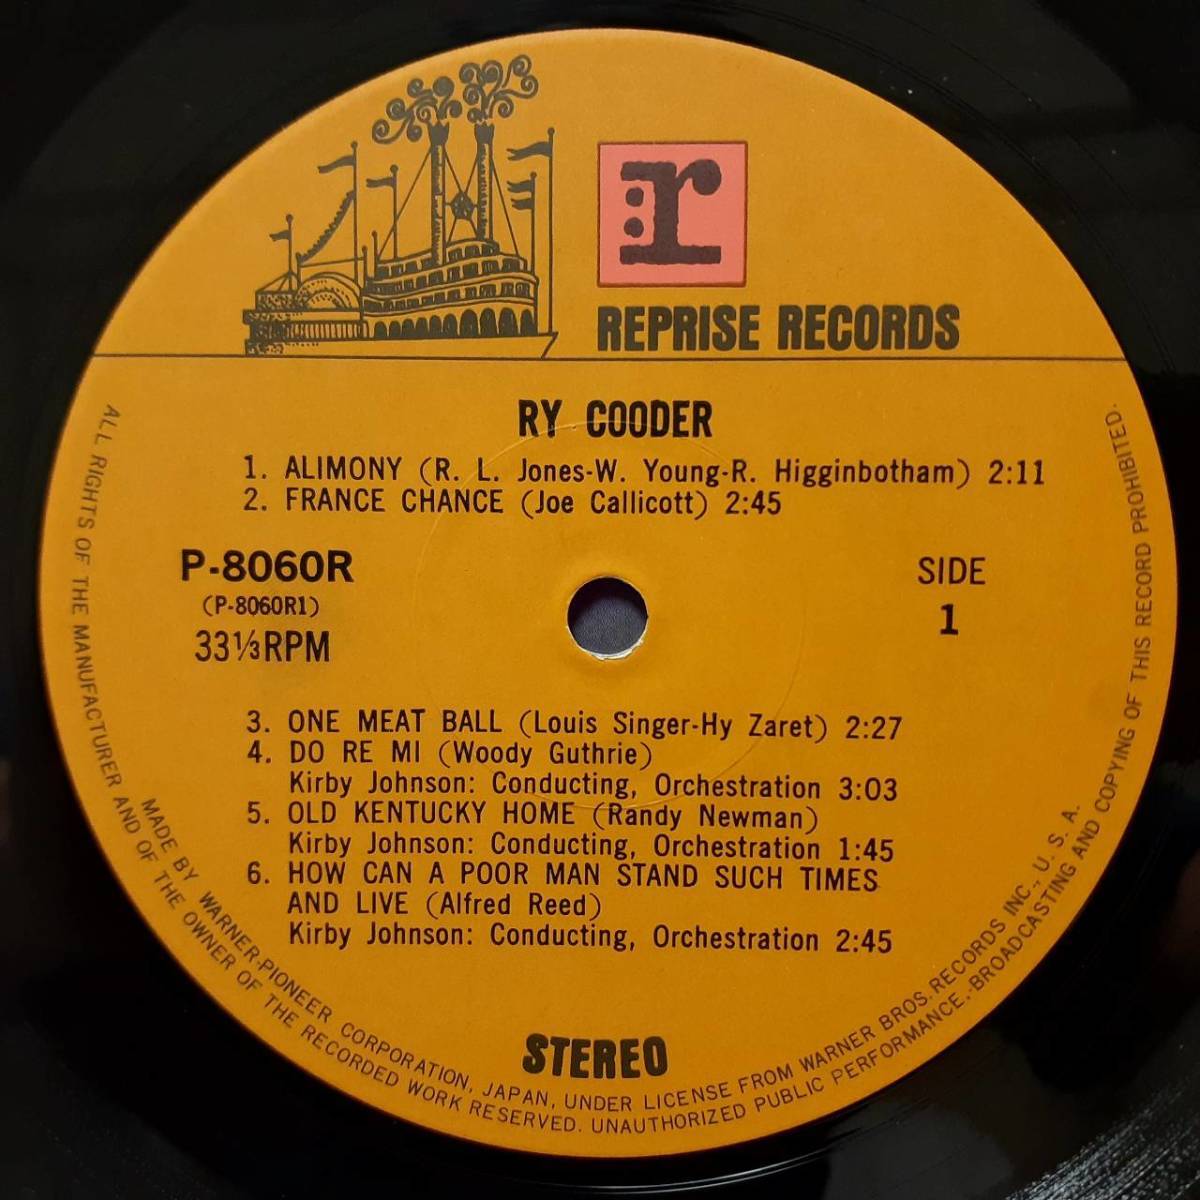 :r
REPRISE RECORDS
RY COODER
1. ALIMONY (R. L. Jones-W. Young-R. Higginbotham) 2:11
2. FRANCE CHANCE (Joe Callicott) 2:45
P-8060R
(P-8060R1)
33⅓RPM
SIDE
1
3. ONE MEAT BALL (Louis Singer-Hy Zaret) 2:27
4. DO RE MI (Woody Guthrie)
Kirby Johnson: Conducting, Orchestration 3:03
5. OLD KENTUCKY HOME (Randy Newman)
Kirby Johnson: Conducting, Orchestration 1:45
6. HOW CAN A POOR MAN STAND SUCH TIMES
AND LIVE (Alfred Reed)
Kirby Johnson: Conducting, Orchestration 2:45
STEREO
MADE BY WARNER-PIONEER CORPORATION, JAPAN, UNDER LICENSE FROM WARNER BROS. RECORDS INC., U. S. A.
ALL RIGHTS OF THE MANUFACTURER AND OF THE OWNER OF THE RECORDED WORK RESERVED. UNAUTHORIZED PUBLIC PERFORMANCE.-BROADCASTING AND COPYING OF THIS RECORD PROHIBITED.